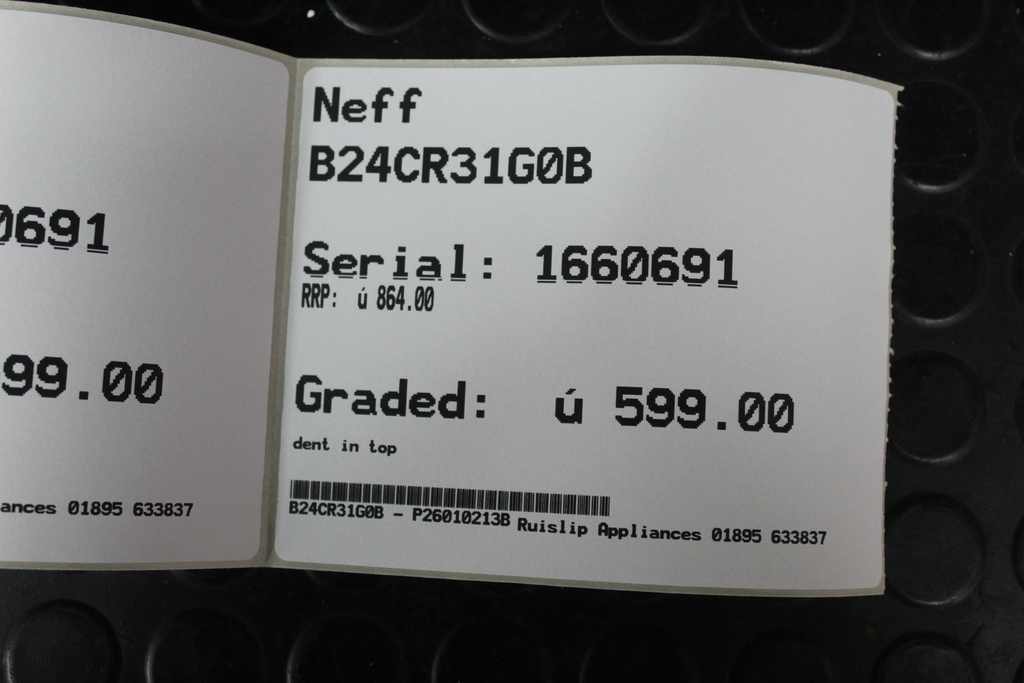 0691
99.00
ances 01895 633837
Neff
B24CR31G0B
Serial: 1660691
RRP: ú 864.00
Graded: ú 599.00
dent in top
B24CR31G0B - P26010213B
Ruislip Appliances 01895 633837